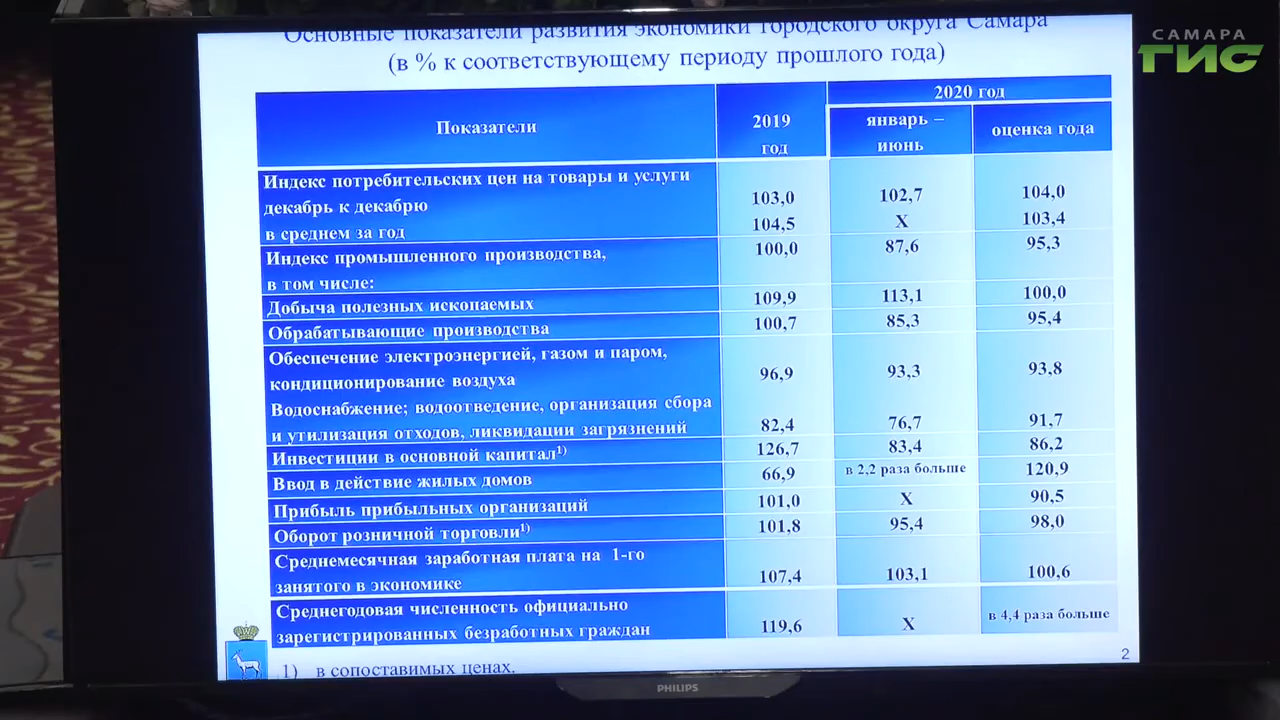 САМАРА
ГИС
Основные показатели развития экономики городского округа Самара
(в % к соответствующему периоду прошлого года)
Показатели
2019
год
2020 год
январь –
июнь
оценка года
Индекс потребительских цен на товары и услуги
декабрь к декабрю 103,0 102,7 104,0
в среднем за год 104,5 X 103,4
Индекс промышленного производства, 100,0 87,6 95,3
в том числе:
Добыча полезных ископаемых 109,9 113,1 100,0
Обрабатывающие производства 100,7 85,3 95,4
Обеспечение электроэнергией, газом и паром,
кондиционирование воздуха 96,9 93,3 93,8
Водоснабжение; водоотведение, организация сбора
и утилизация отходов, ликвидации загрязнений 82,4 76,7 91,7
Инвестиции в основной капитал1) 126,7 83,4 86,2
Ввод в действие жилых домов 66,9 в 2,2 раза больше 120,9
Прибыль прибыльных организаций 101,0 X 90,5
Оборот розничной торговли1) 101,8 95,4 98,0
Среднемесячная заработная плата на 1-го
занятого в экономике 107,4 103,1 100,6
Среднегодовая численность официально
зарегистрированных безработных граждан 119,6 X в 4,4 раза больше
1) в сопоставимых ценах.
2
PHILIPS